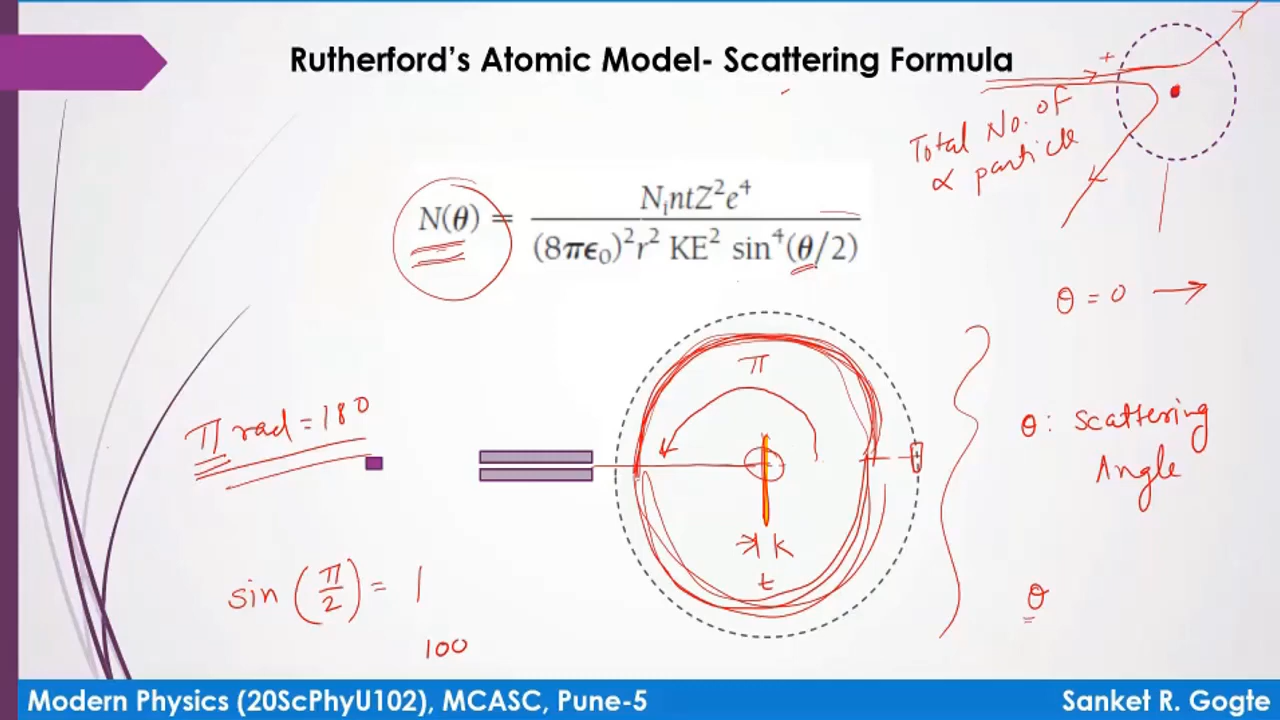 Rutherford's Atomic Model- Scattering Formula
+
Total No. of
α particle
N(θ) = NᵢntZ²e⁴ / (8πϵ₀)²r² KE² sin⁴(θ/2)
θ = 0 →
π
π rad = 180
θ : Scattering
Angle
t
sin (π/2) = 1
θ
100
Modern Physics (20ScPhyU102), MCASC, Pune-5
Sanket R. Gogte